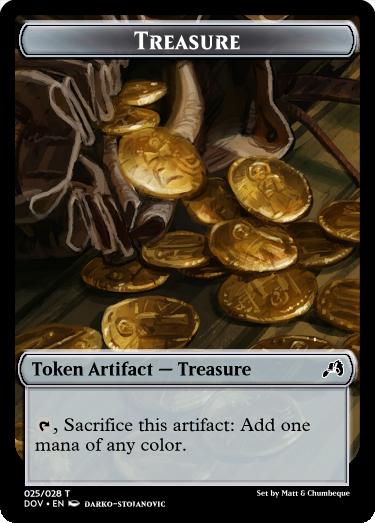 TREASURE
Token Artifact — Treasure
, Sacrifice this artifact: Add one
mana of any color.
025/028 T
DOV • EN DARKO-STOJANOVIC
Set by Matt & Chumbeque